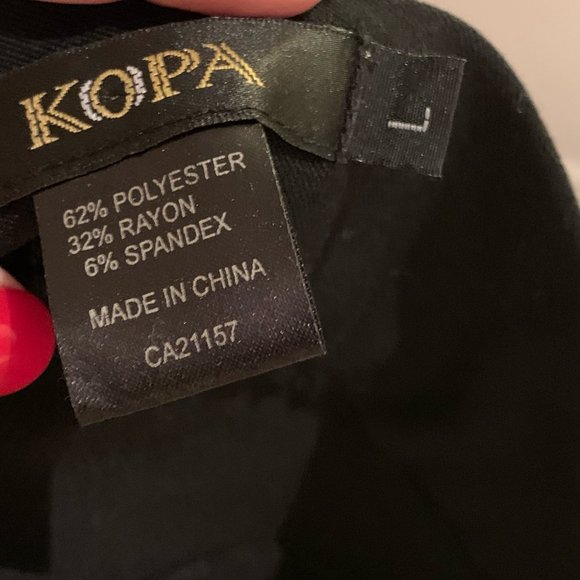 KOPA
L
62% POLYESTER
32% RAYON
6% SPANDEX
MADE IN CHINA
CA21157